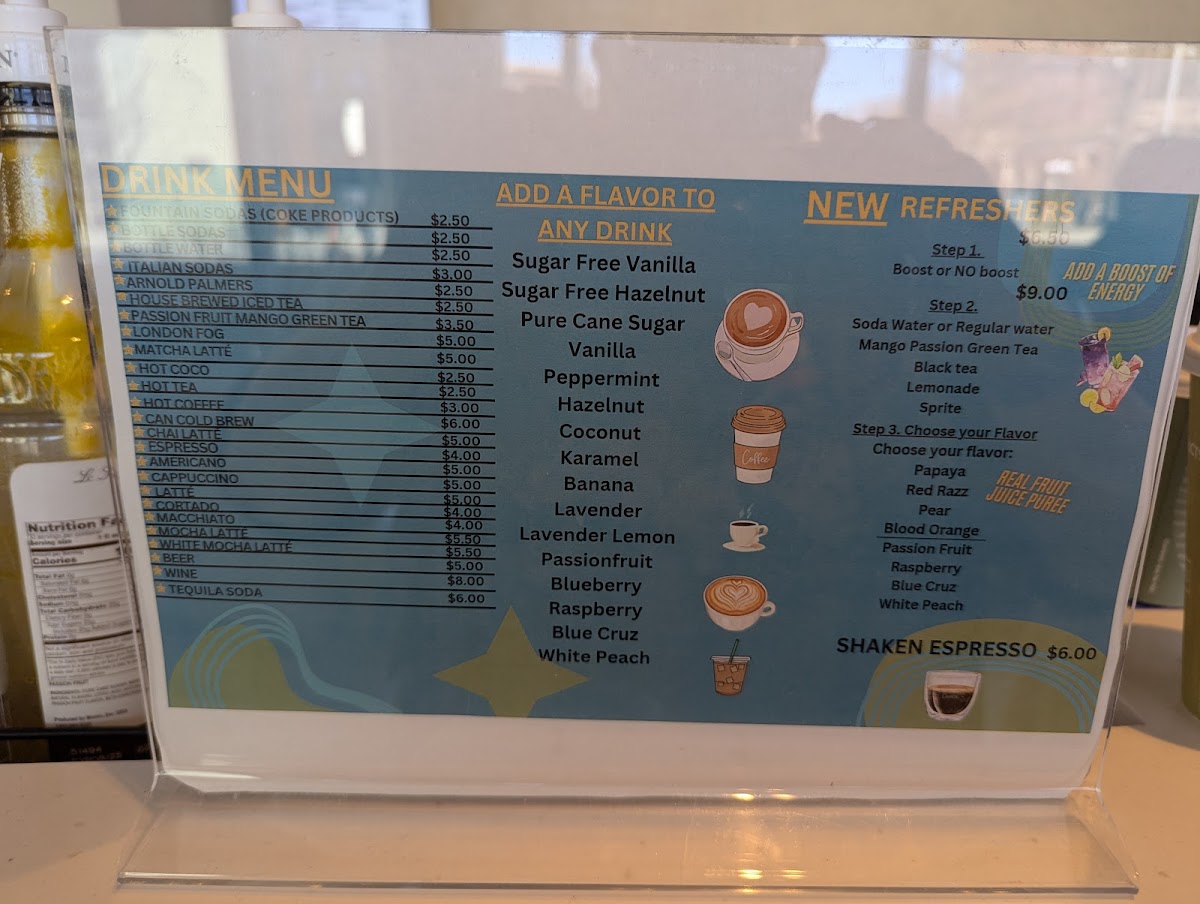 DRINK MENU
FOUNTAIN SODAS (COKE PRODUCTS) $2.50
BOTTLE SODAS $2.50
BOTTLE WATER $2.50
ITALIAN SODAS $3.00
ARNOLD PALMERS $2.50
HOUSE BREWED ICED TEA $2.50
PASSION FRUIT MANGO GREEN TEA $3.50
LONDON FOG $5.00
MATCHA LATTÉ $5.00
HOT COCO $2.50
HOT TEA $2.50
HOT COFFEE $3.00
CAN COLD BREW $6.00
CHAI LATTÉ $5.00
ESPRESSO $4.00
AMERICANO $5.00
CAPPUCCINO $5.00
LATTÉ $5.00
CORTADO $4.00
MACCHIATO $4.00
MOCHA LATTÉ $5.50
WHITE MOCHA LATTÉ $5.50
BEER $5.00
WINE $8.00
TEQUILA SODA $6.00
ADD A FLAVOR TO
ANY DRINK
Sugar Free Vanilla
Sugar Free Hazelnut
Pure Cane Sugar
Vanilla
Peppermint
Hazelnut
Coconut
Karamel
Banana
Lavender
Lavender Lemon
Passionfruit
Blueberry
Raspberry
Blue Cruz
White Peach
Coffee
NEW REFRESHERS
$6.50
Step 1.
Boost or NO boost
$9.00
ADD A BOOST OF
ENERGY
Step 2.
Soda Water or Regular water
Mango Passion Green Tea
Black tea
Lemonade
Sprite
Step 3. Choose your Flavor
Choose your flavor:
Papaya
Red Razz
Pear
Blood Orange
Passion Fruit
Raspberry
Blue Cruz
White Peach
REAL FRUIT
JUICE PUREE
SHAKEN ESPRESSO $6.00
Nutrition
Serving size
Calories